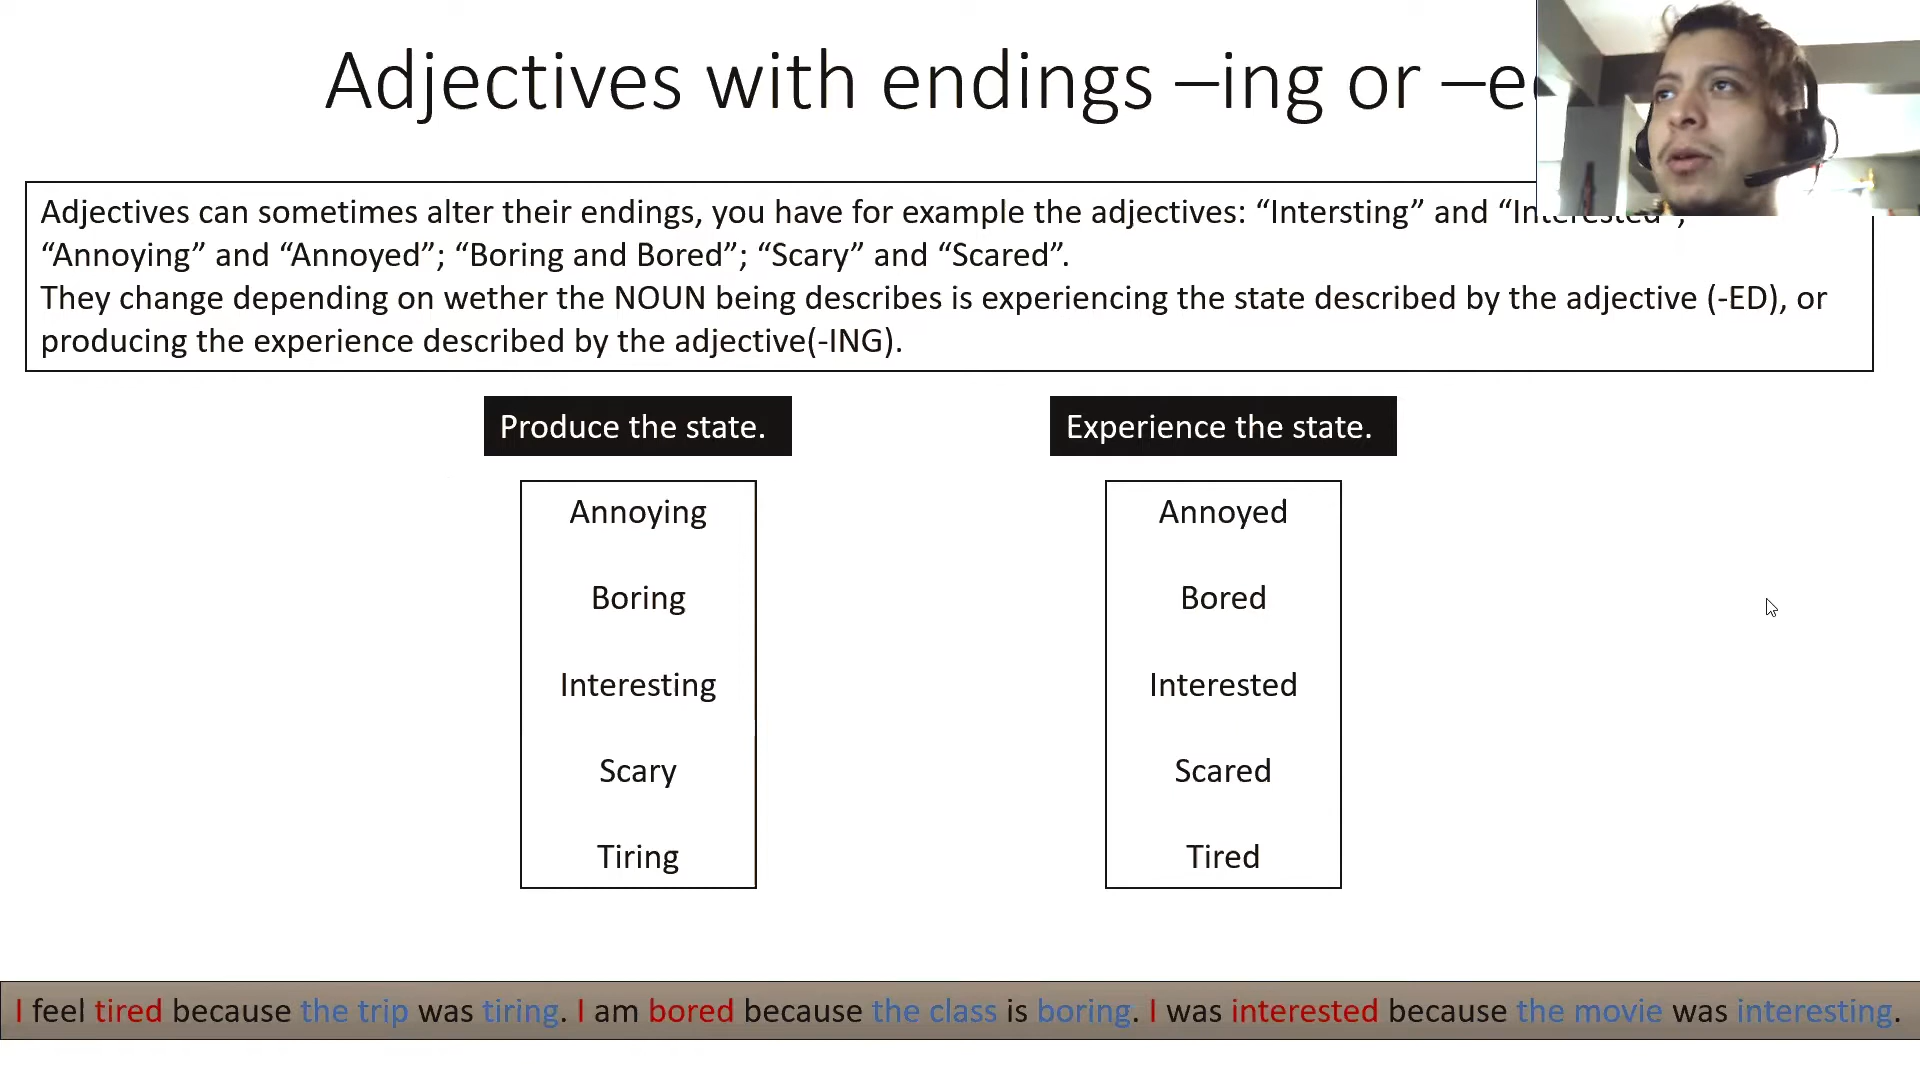 Adjectives with endings –ing or –e
Adjectives can sometimes alter their endings, you have for example the adjectives: “Intersting” and “Interested”;
“Annoying” and “Annoyed”; “Boring and Bored”; “Scary” and “Scared”.
They change depending on wether the NOUN being describes is experiencing the state described by the adjective (-ED), or
producing the experience described by the adjective(-ING).
Produce the state.
Experience the state.
Annoying
Boring
Interesting
Scary
Tiring
Annoyed
Bored
Interested
Scared
Tired
I feel tired because the trip was tiring. I am bored because the class is boring. I was interested because the movie was interesting.